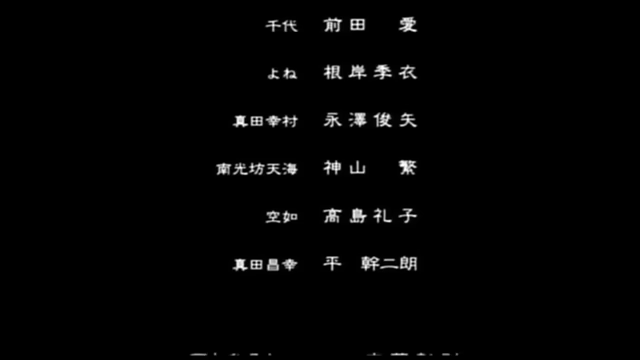 千代 前田 愛
よね 根岸季衣
真田幸村 永澤俊矢
南光坊天海 神山 繁
空如 高島礼子
真田昌幸 平 幹二朗